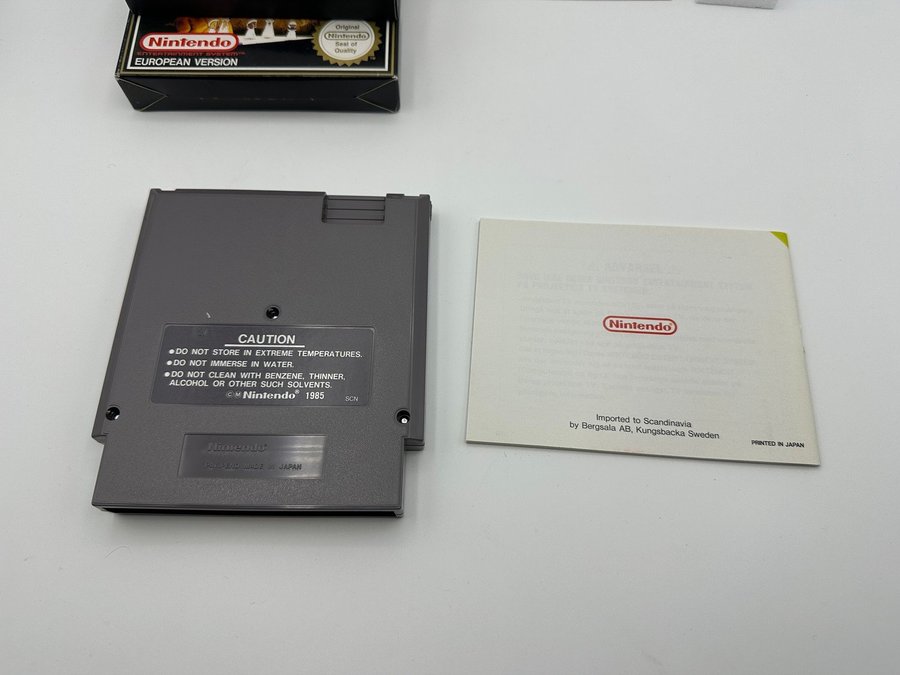 Nintendo
ENTERTAINMENT SYSTEM™
EUROPEAN VERSION
Original
Nintendo
Seal of
Quality
CAUTION
●DO NOT STORE IN EXTREME TEMPERATURES.
●DO NOT IMMERSE IN WATER.
●DO NOT CLEAN WITH BENZENE, THINNER,
ALCOHOL OR OTHER SUCH SOLVENTS.
©M Nintendo® 1985
SCN
Nintendo
MADE IN JAPAN
Nintendo®
Imported to Scandinavia
by Bergsala AB, Kungsbacka Sweden
PRINTED IN JAPAN